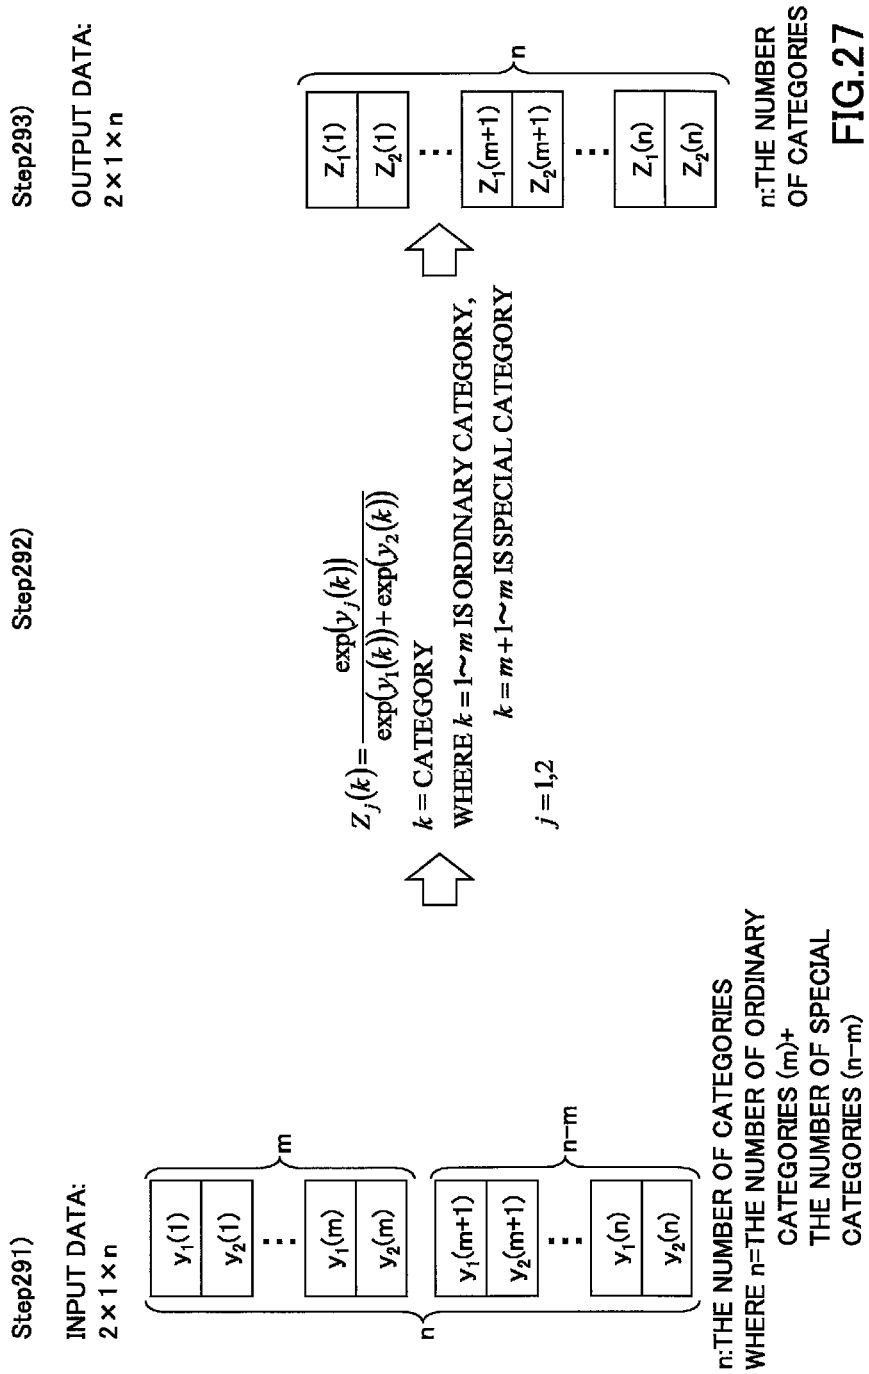 Step291)
INPUT DATA:
2×1×n
y₁(1)
y₂(1)
⋯
y₁(m)
y₂(m)
m
y₁(m+1)
y₂(m+1)
⋯
y₁(n)
y₂(n)
n−m
n
n:THE NUMBER OF CATEGORIES
WHERE n=THE NUMBER OF ORDINARY
CATEGORIES (m)+
THE NUMBER OF SPECIAL
CATEGORIES (n−m)
Step292)
Z_j(k)= exp(y_j(k)) / exp(y₁(k))+exp(y₂(k))
k = CATEGORY
WHERE k = 1~m IS ORDINARY CATEGORY,
k = m+1~m IS SPECIAL CATEGORY
j = 1,2
Step293)
OUTPUT DATA:
2×1×n
Z₁(1)
Z₂(1)
⋯
Z₁(m+1)
Z₂(m+1)
⋯
Z₁(n)
Z₂(n)
n
n:THE NUMBER
OF CATEGORIES
FIG.27